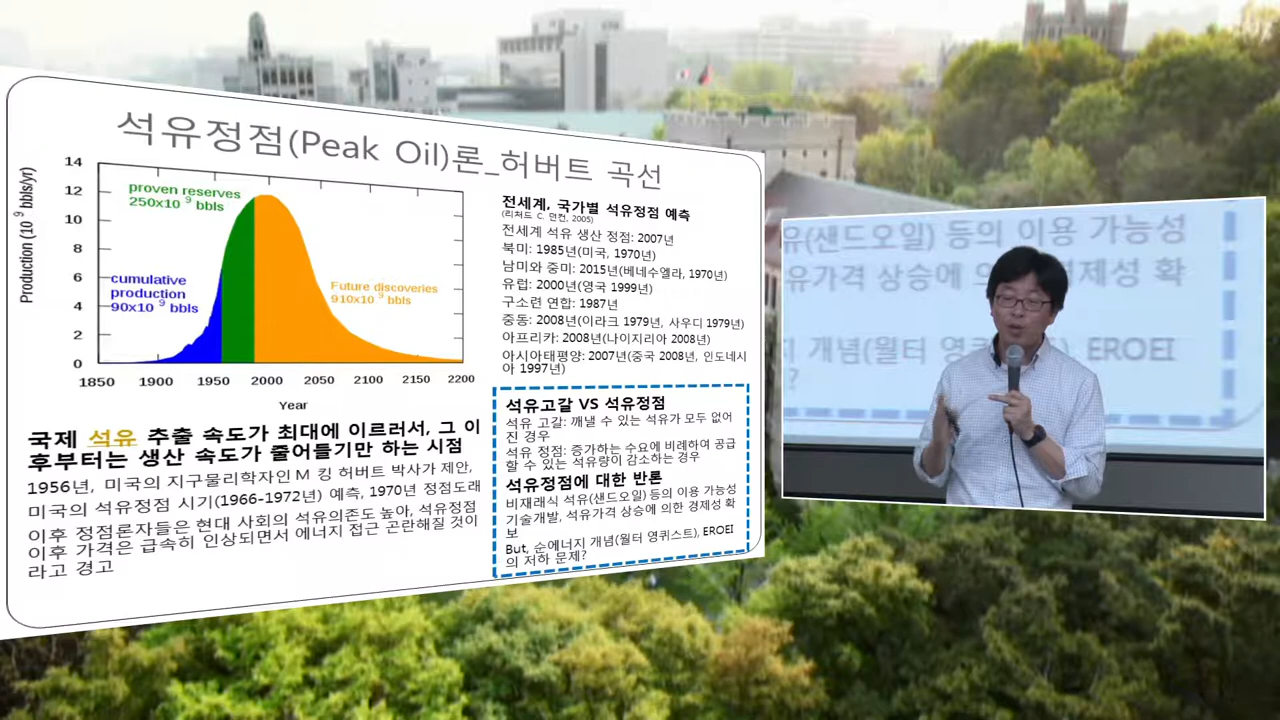 석유정점(Peak Oil)론_허버트 곡선
Production (10 9 bbls/yr)
14
12
10
8
6
4
2
0
proven reserves
250x10 9 bbls
cumulative
production
90x10 9 bbls
Future discoveries
910x10 9 bbls
1850 1900 1950 2000 2050 2100 2150 2200
Year
국제 석유 추출 속도가 최대에 이르러서, 그 이
후부터는 생산 속도가 줄어들기만 하는 시점
1956년, 미국의 지구물리학자인 M 킹 허버트 박사가 제안,
미국의 석유정점 시기(1966-1972년) 예측, 1970년 정점도래
이후 정점론자들은 현대 사회의 석유의존도 높아, 석유정점
이후 가격은 급속히 인상되면서 에너지 접근 곤란해질 것이
라고 경고
전세계, 국가별 석유정점 예측
(리처드 C. 던컨, 2005)
전세계 석유 생산 정점: 2007년
북미: 1985년(미국, 1970년)
남미와 중미: 2015년(베네수엘라, 1970년)
유럽: 2000년(영국 1999년)
구소련 연합: 1987년
중동: 2008년(이라크 1979년, 사우디 1979년)
아프리카: 2008년(나이지리아 2008년)
아시아태평양: 2007년(중국 2008년, 인도네시
아 1997년)
석유고갈 VS 석유정점
석유 고갈: 캐낼 수 있는 석유가 모두 없어
진 경우
석유 정점: 증가하는 수요에 비례하여 공급
할 수 있는 석유량이 감소하는 경우
석유정점에 대한 반론
비재래식 석유(샌드오일) 등의 이용 가능성
기술개발, 석유가격 상승에 의한 경제성 확
보
But, 순에너지 개념(월터 영퀴스트), EROEI
의 저하 문제?
유(샌드오일) 등의 이용 가능성
유가격 상승에 의 경제성 확
지 개념(월터 영퀴스트), EROEI
?